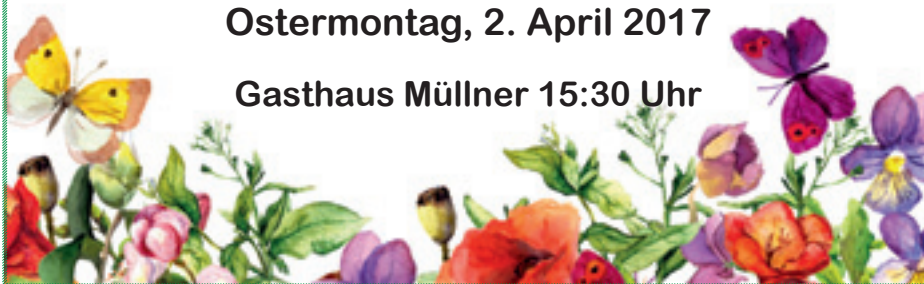 Ostermontag, 2. April 2017
Gasthaus Müllner 15:30 Uhr